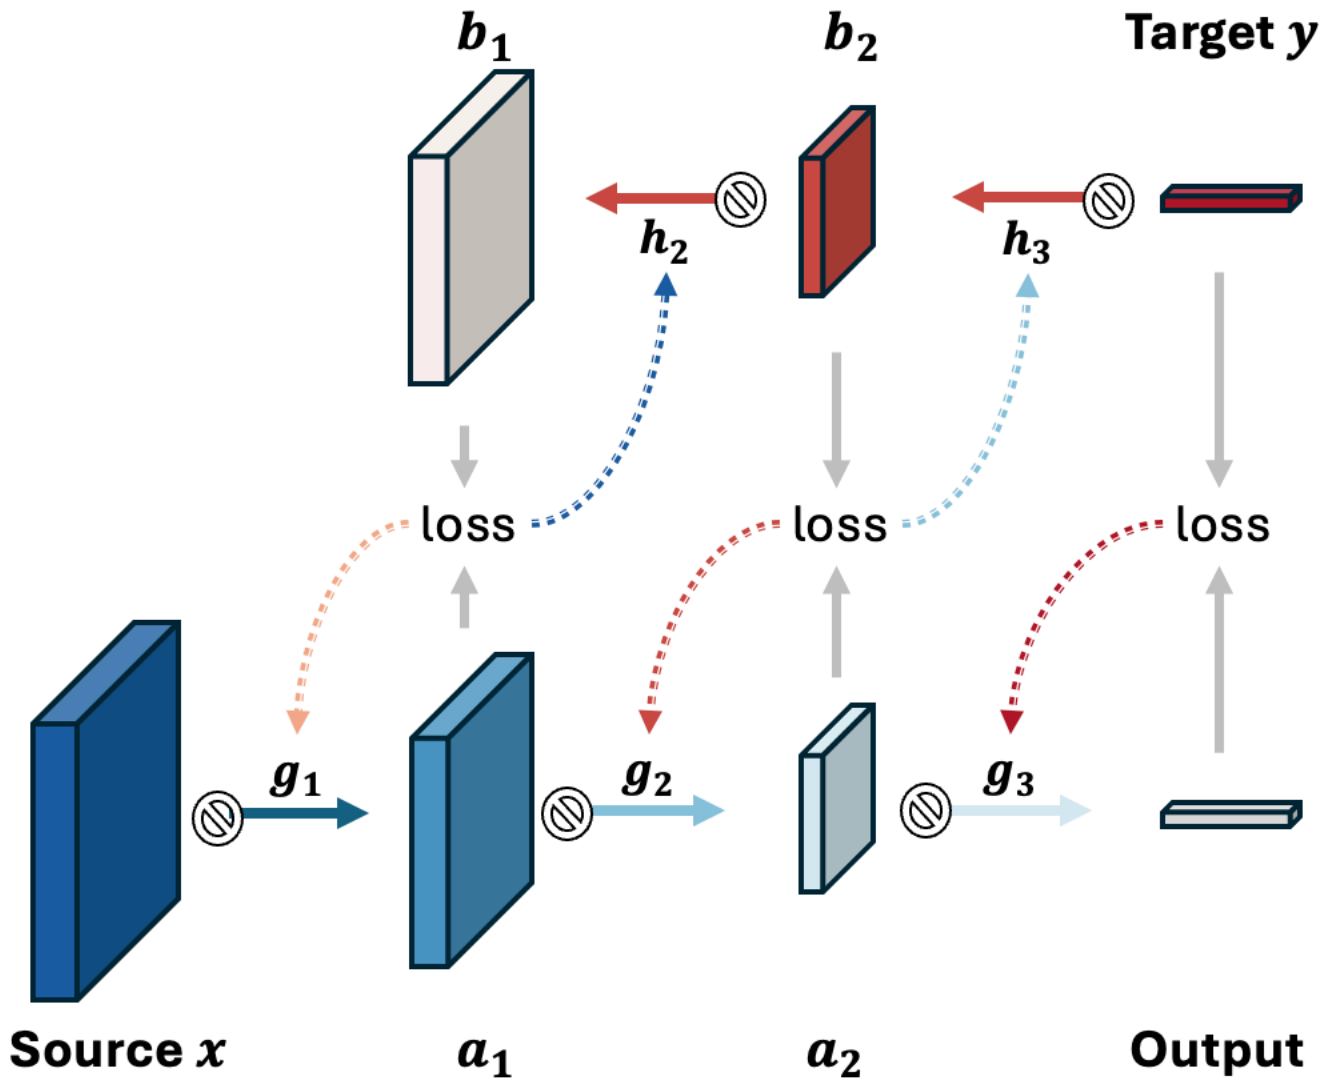 b₁
b₂
Target y
h₂
h₃
loss
loss
loss
g₁
g₂
g₃
Source x
a₁
a₂
Output